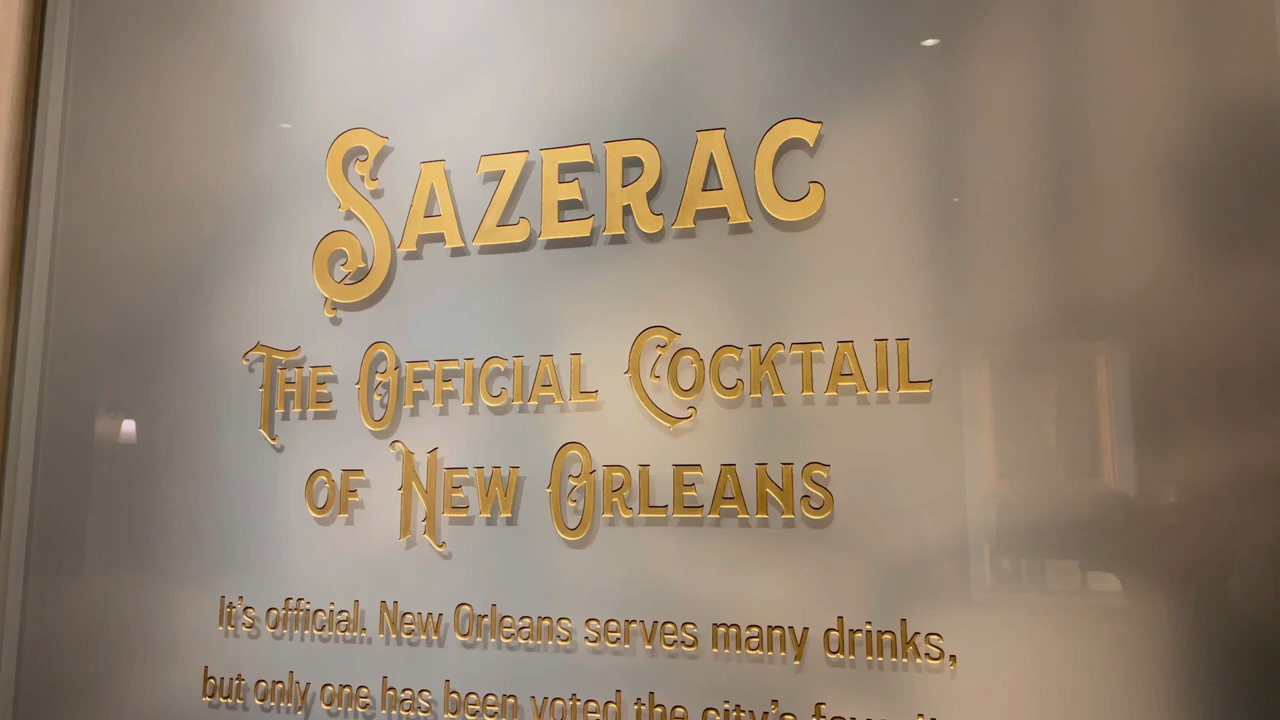 SAZERAC
THE OFFICIAL COCKTAIL
OF NEW ORLEANS
It's official. New Orleans serves many drinks,
but only one has been voted the city's